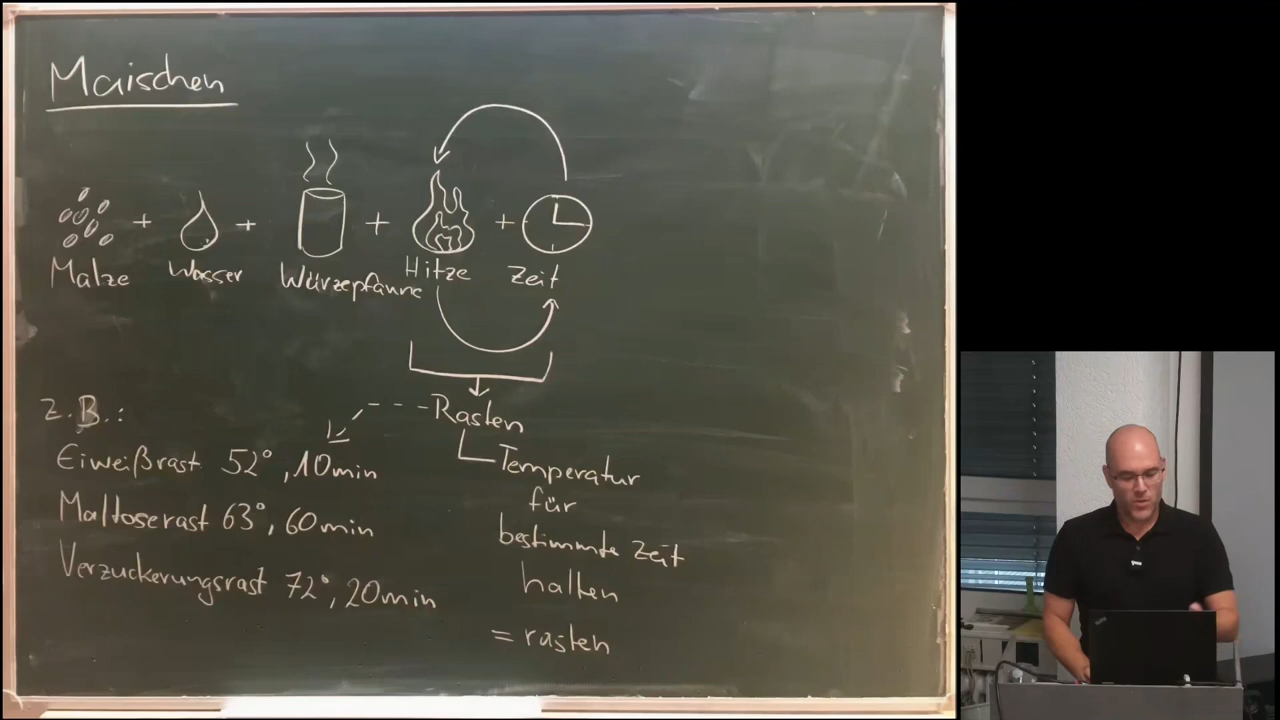 Maischen
+ + + +
Malze Wasser Würzepfanne Hitze Zeit
Rasten
Temperatur
für
bestimmte Zeit
halten
= rasten
z.B.:
Eiweißrast 52°, 10min
Maltoserast 63°, 60min
Verzuckerungsrast 72°, 20min